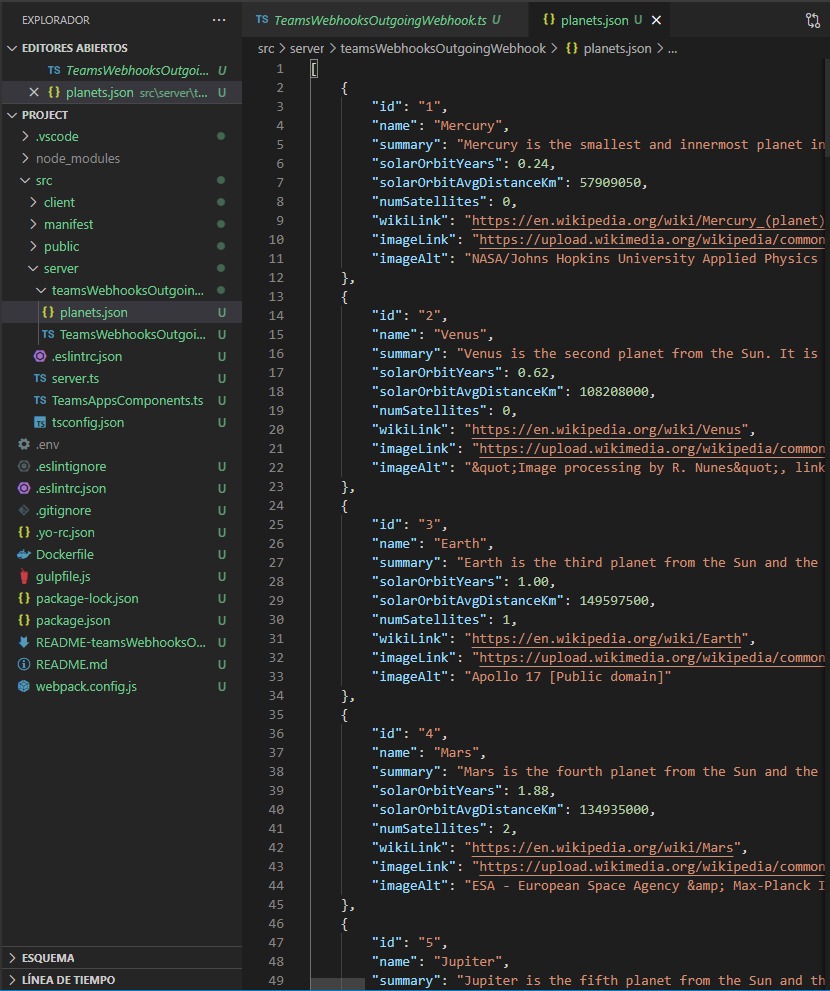 EXPLORADOR
EDITORES ABIERTOS
TS TeamsWebhooksOutgoi... U
{} planets.json src\server\t... U
PROJECT
.vscode
node_modules
src
client
manifest
public
server
teamsWebhooksOutgoin...
{} planets.json U
TS TeamsWebhooksOutgoi... U
.eslintrc.json U
TS server.ts U
TS TeamsAppsComponents.ts U
TS tsconfig.json U
.env
.eslintignore U
.eslintrc.json U
.gitignore U
{} .yo-rc.json U
Dockerfile U
gulpfile.js U
{} package-lock.json U
{} package.json U
README-teamsWebhooksO... U
README.md U
webpack.config.js U
ESQUEMA
LÍNEA DE TIEMPO
TS TeamsWebhooksOutgoingWebhook.ts U
{} planets.json U
src > server > teamsWebhooksOutgoingWebhook > {} planets.json > ...
1 [
2 {
3 "id": "1",
4 "name": "Mercury",
5 "summary": "Mercury is the smallest and innermost planet in
6 "solarOrbitYears": 0.24,
7 "solarOrbitAvgDistanceKm": 57909050,
8 "numSatellites": 0,
9 "wikiLink": "https://en.wikipedia.org/wiki/Mercury_(planet)
10 "imageLink": "https://upload.wikimedia.org/wikipedia/common
11 "imageAlt": "NASA/Johns Hopkins University Applied Physics
12 },
13 {
14 "id": "2",
15 "name": "Venus",
16 "summary": "Venus is the second planet from the Sun. It is
17 "solarOrbitYears": 0.62,
18 "solarOrbitAvgDistanceKm": 108208000,
19 "numSatellites": 0,
20 "wikiLink": "https://en.wikipedia.org/wiki/Venus",
21 "imageLink": "https://upload.wikimedia.org/wikipedia/common
22 "imageAlt": "&quot;Image processing by R. Nunes&quot;, link
23 },
24 {
25 "id": "3",
26 "name": "Earth",
27 "summary": "Earth is the third planet from the Sun and the
28 "solarOrbitYears": 1.00,
29 "solarOrbitAvgDistanceKm": 149597500,
30 "numSatellites": 1,
31 "wikiLink": "https://en.wikipedia.org/wiki/Earth",
32 "imageLink": "https://upload.wikimedia.org/wikipedia/common
33 "imageAlt": "Apollo 17 [Public domain]"
34 },
35 {
36 "id": "4",
37 "name": "Mars",
38 "summary": "Mars is the fourth planet from the Sun and the
39 "solarOrbitYears": 1.88,
40 "solarOrbitAvgDistanceKm": 134935000,
41 "numSatellites": 2,
42 "wikiLink": "https://en.wikipedia.org/wiki/Mars",
43 "imageLink": "https://upload.wikimedia.org/wikipedia/common
44 "imageAlt": "ESA - European Space Agency &amp; Max-Planck I
45 },
46 {
47 "id": "5",
48 "name": "Jupiter",
49 "summary": "Jupiter is the fifth planet from the Sun and th